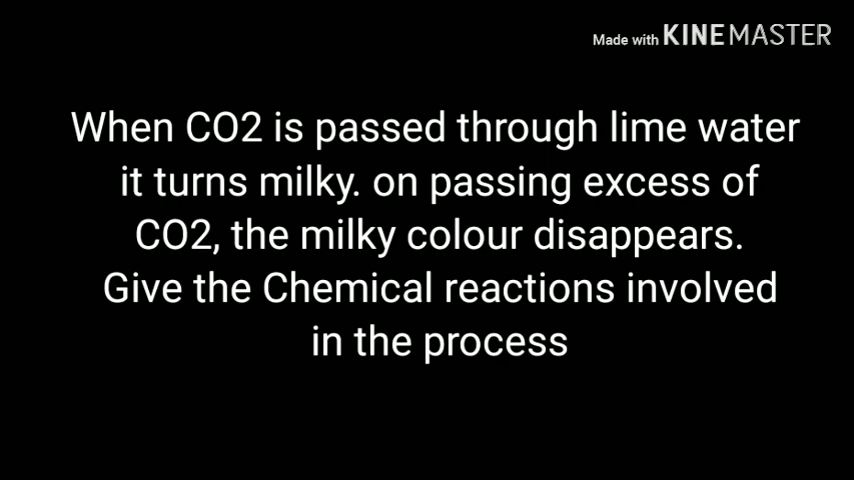 Made with KINEMASTER
When CO2 is passed through lime water
it turns milky. on passing excess of
CO2, the milky colour disappears.
Give the Chemical reactions involved
in the process